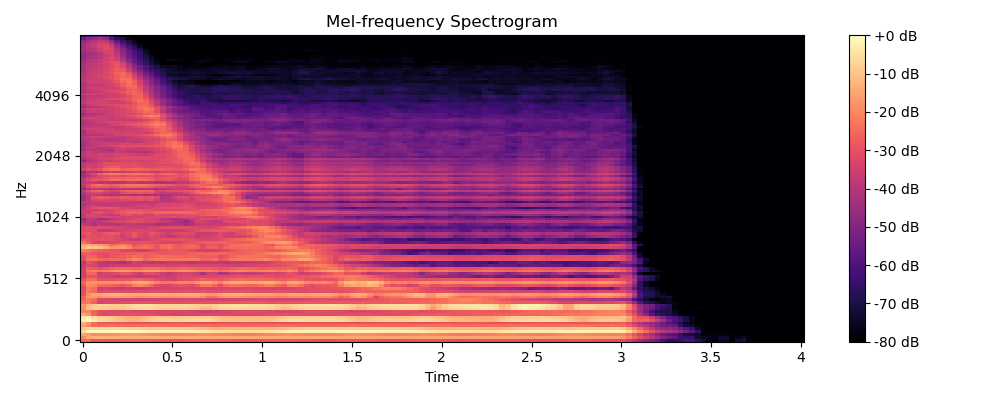 Mel-frequency Spectrogram
Hz
4096
2048
1024
512
0
0
0.5
1
1.5
2
2.5
3
3.5
4
Time
+0 dB
-10 dB
-20 dB
-30 dB
-40 dB
-50 dB
-60 dB
-70 dB
-80 dB